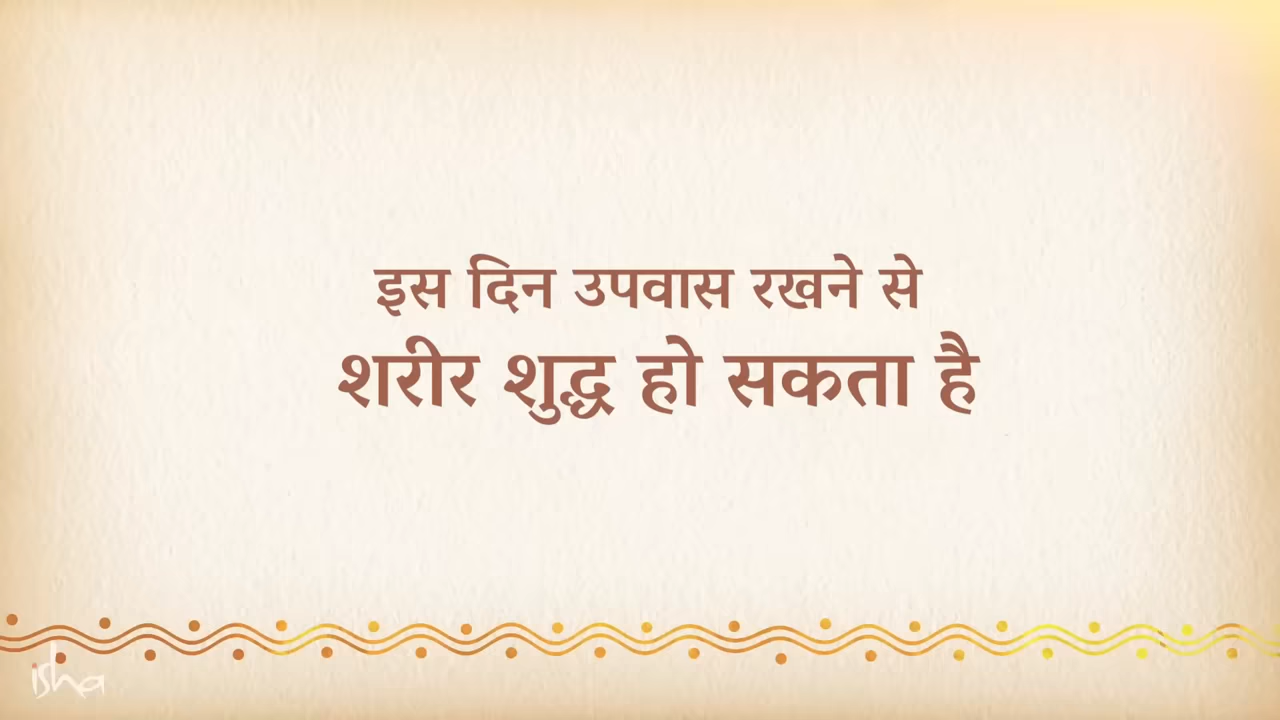 इस दिन उपवास रखने से
शरीर शुद्ध हो सकता है
isha